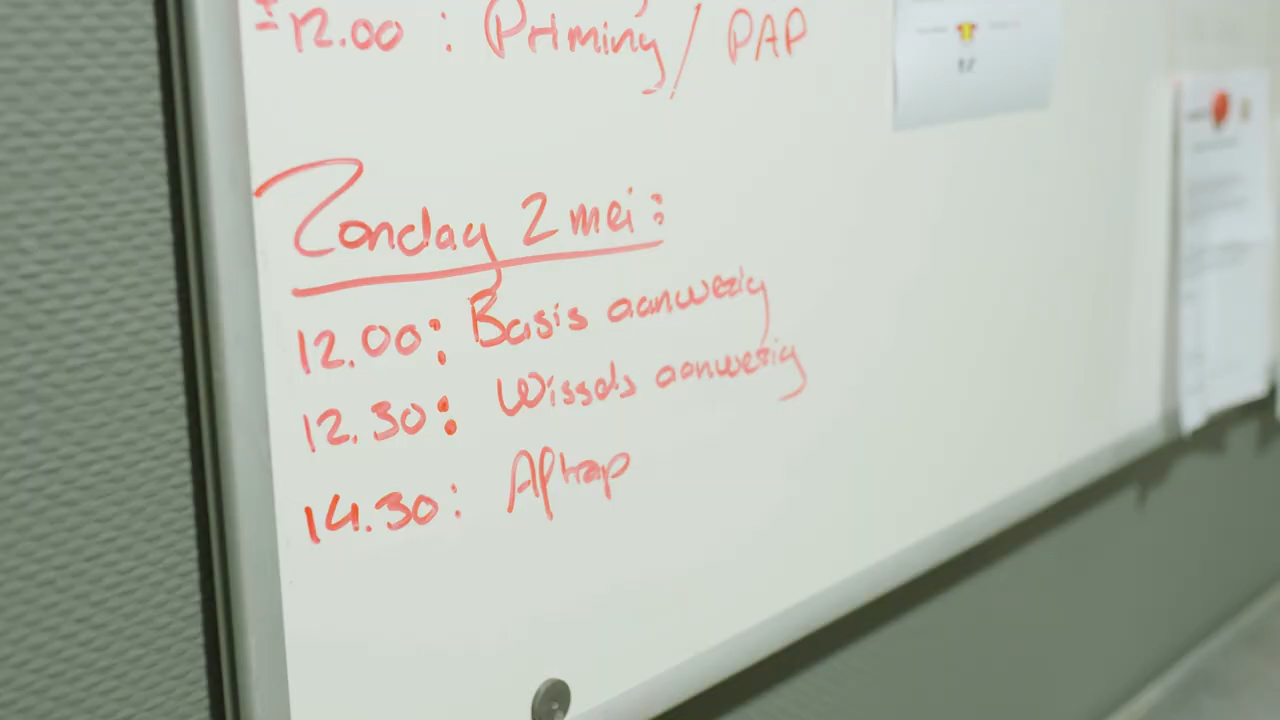 ± 12.00 : Priming / PAP
Zondag 2 mei:
12.00: Basis aanwezig
12.30: Wissels aanwezig
14.30: Aftrap